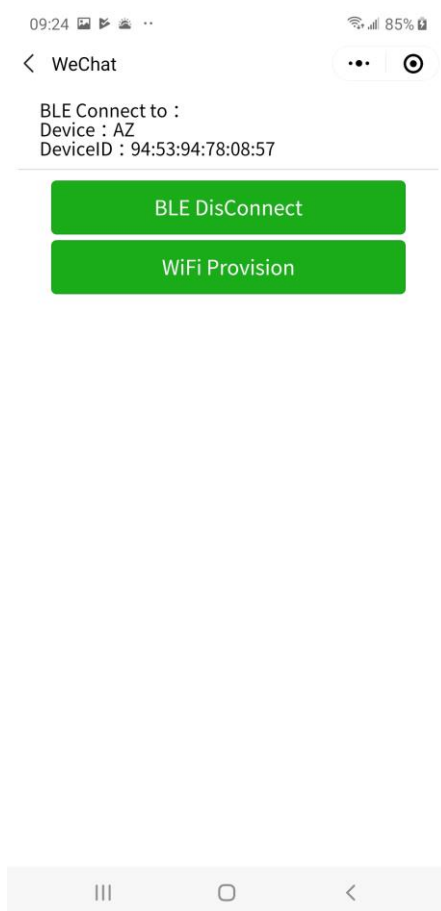 09:24
85%
WeChat
BLE Connect to：
Device：AZ
DeviceID：94:53:94:78:08:57
BLE DisConnect
WiFi Provision